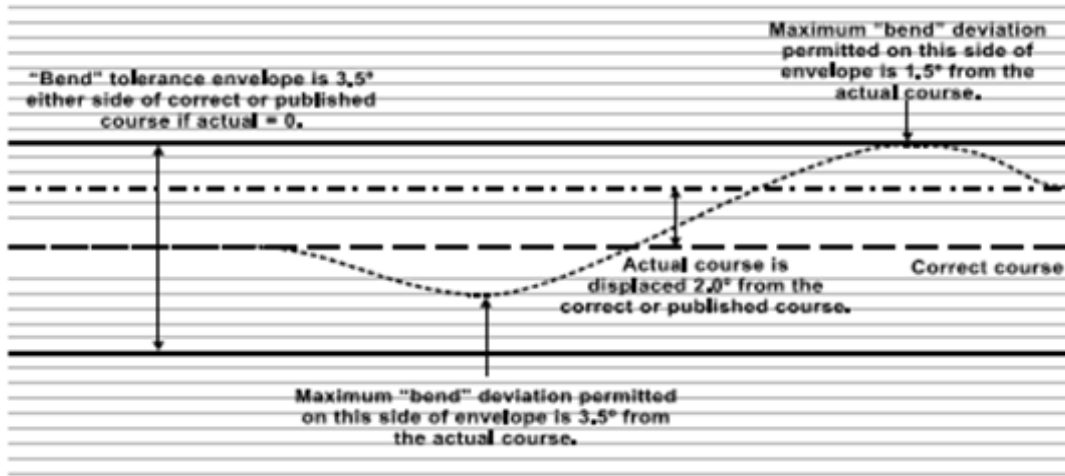 Maximum "bend" deviation
permitted on this side of
envelope is 1.5° from the
actual course.
"Bend" tolerance envelope is 3.5°
either side of correct or published
course if actual = 0.
Actual course is
displaced 2.0° from the
correct or published course.
Correct course
Maximum "bend" deviation permitted
on this side of envelope is 3.5° from
the actual course.